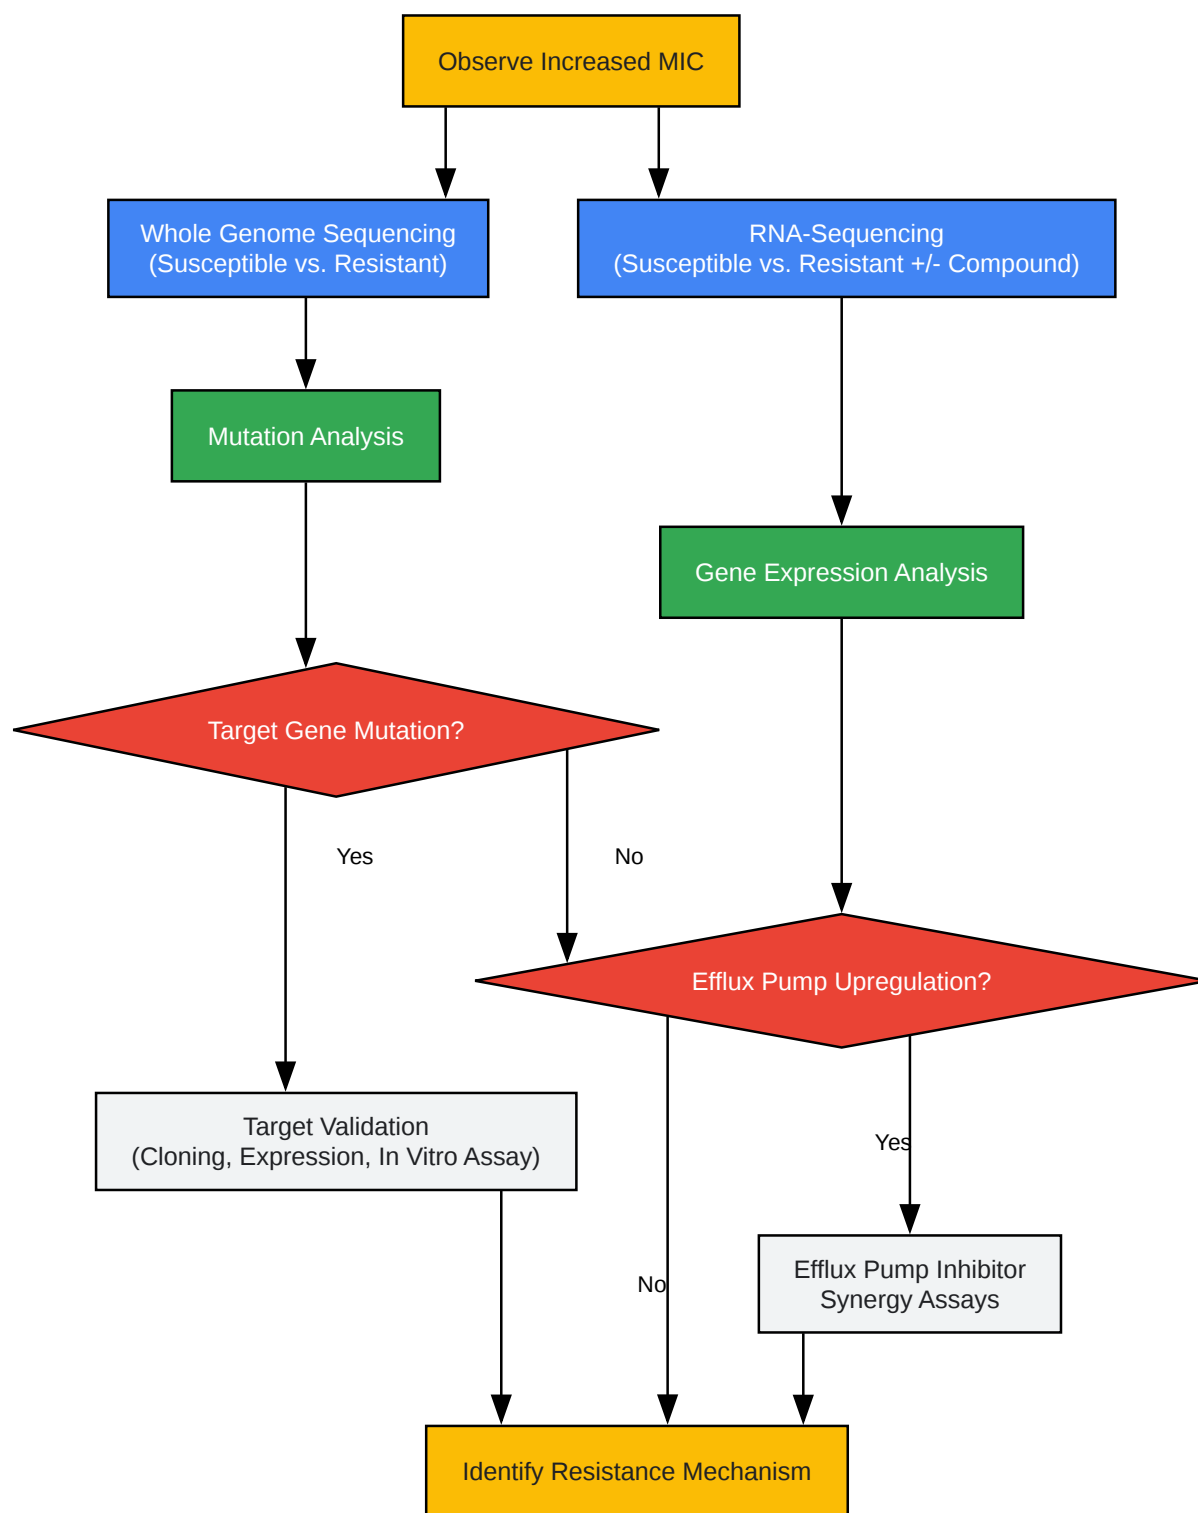 Observe Increased MIC
Whole Genome Sequencing
(Susceptible vs. Resistant)
RNA-Sequencing
(Susceptible vs. Resistant +/- Compound)
Mutation Analysis
Gene Expression Analysis
Target Gene Mutation?
Yes
No
Efflux Pump Upregulation?
Target Validation
(Cloning, Expression, In Vitro Assay)
Yes
Efflux Pump Inhibitor
Synergy Assays
No
Identify Resistance Mechanism